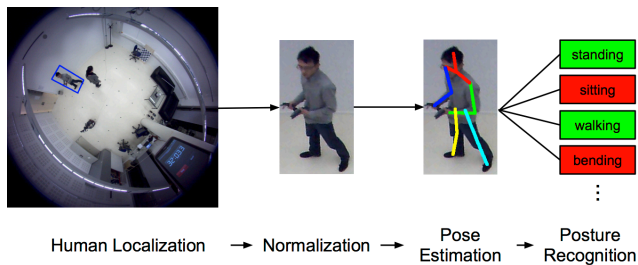 standing
sitting
walking
bending
Human Localization
Normalization
Pose
Estimation
Posture
Recognition